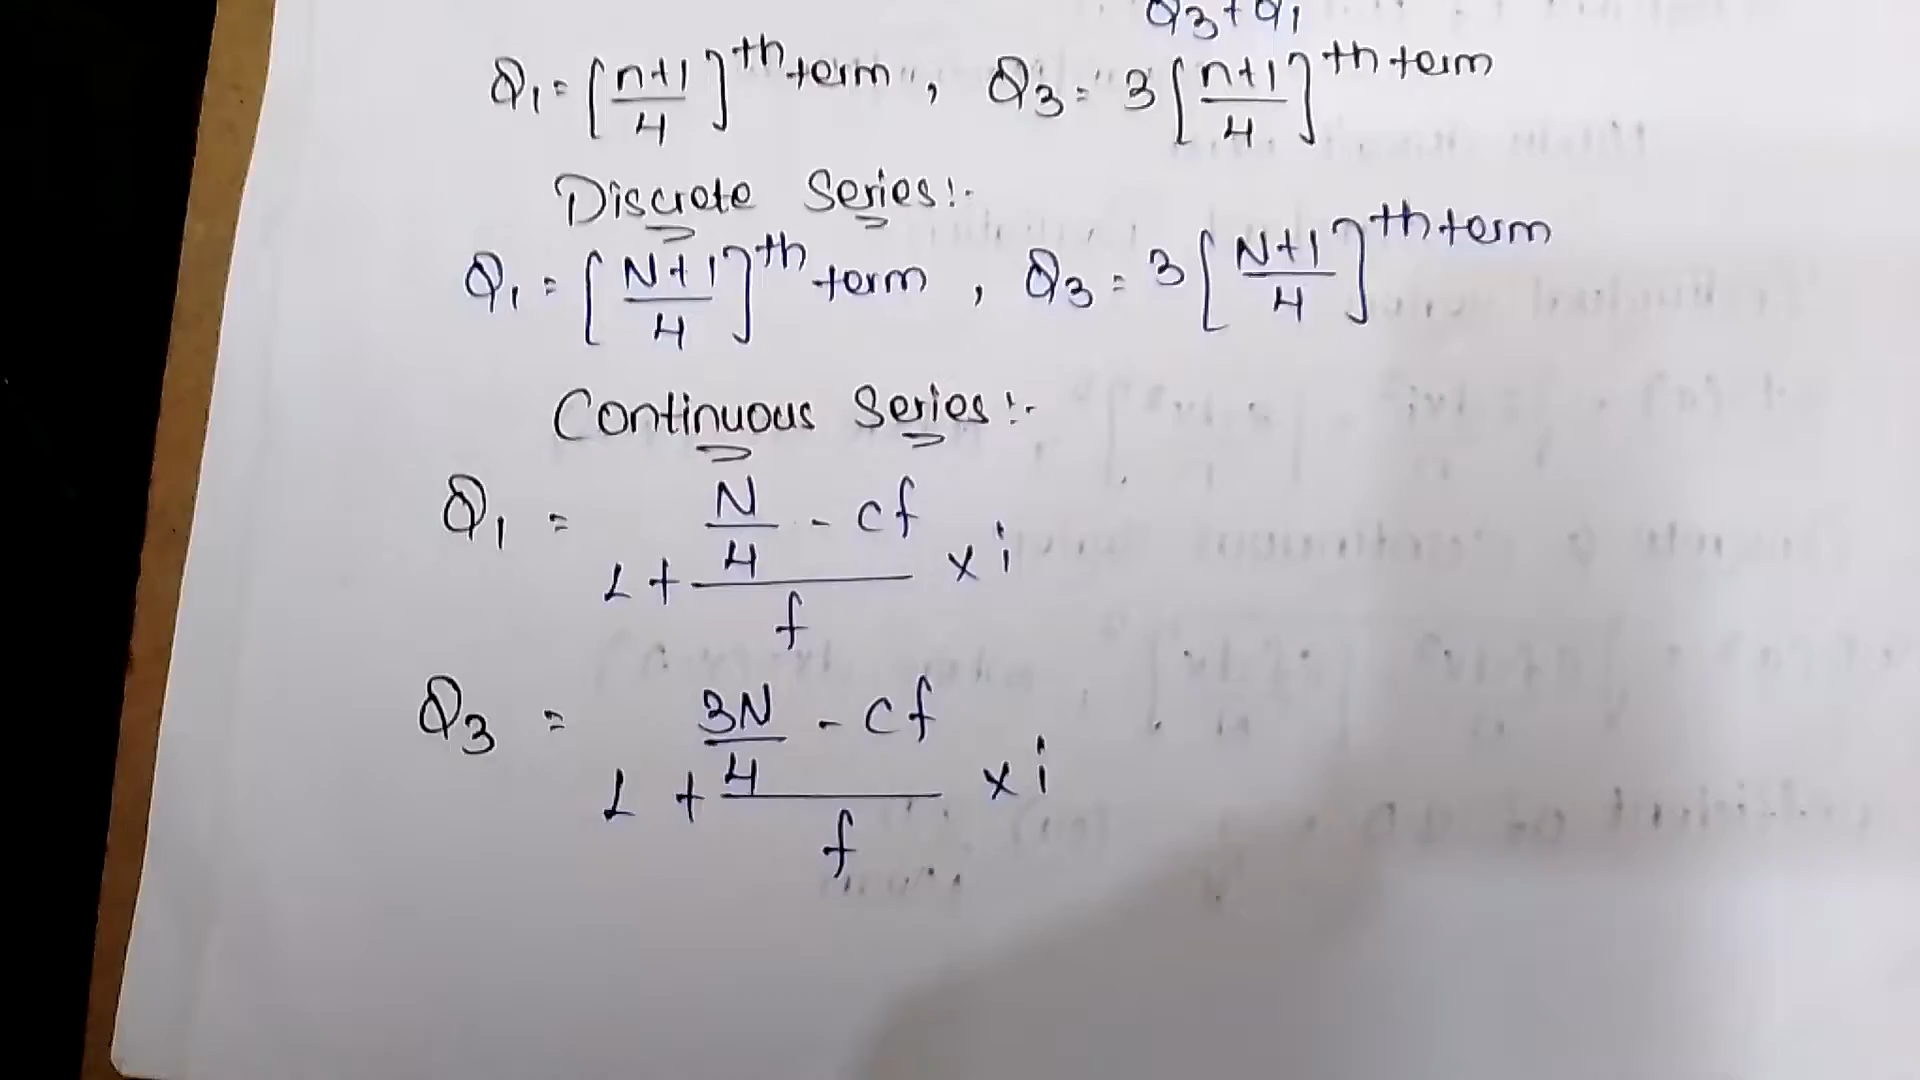 Q3+Q1
Q1 = [n+1/4]th term, Q3 = 3[n+1/4]th term
Discrete Series:-
Q1 = [N+1/4]th term, Q3 = 3[N+1/4]th term
Continuous Series:-
Q1 = L + N/4 - cf / f × i
Q3 = L + 3N/4 - cf / f × i